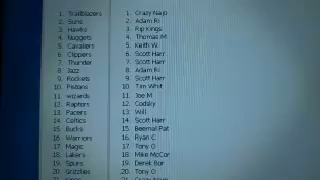 1. Trailblazers 1. Crazy Nanjo
2. Suns 2. Adam Ri
3. Hawks 3. Rip Kings
4. Nuggets 4. Thomas M
5. Cavaliers 5. Keith W
6. Clippers 6. Scott Harr
7. Thunder 7. Scott Harr
8. Jazz 8. Adam Ri
9. Rockets 9. Scott Harr
10. Pistons 10. Tim Whit
11. wizards 11. Joe M
12. Raptors 12. Codsky
13. Pacers 13. Will
14. Celtics 14. Scott Harr
15. Bucks 15. Beernal Pat
16. Warriors 16. Ryan C
17. Magic 17. Tony O
18. Lakers 18. Mike McCor
19. Spurs 19. Derek Bar
20. Grizzlies 20. Tony O